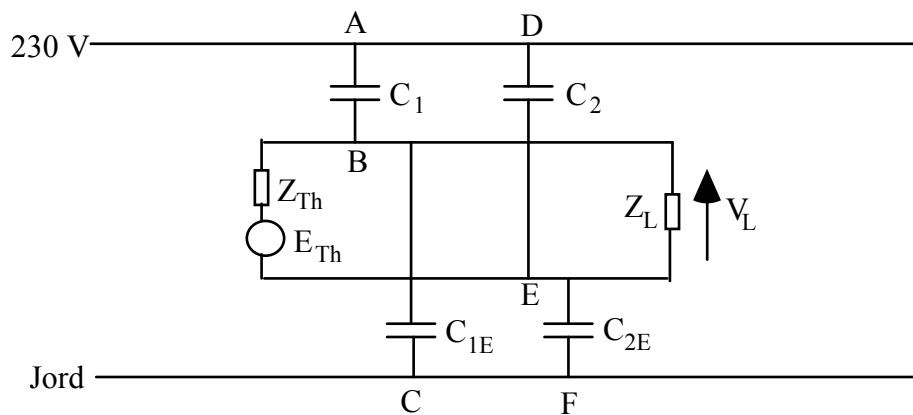 A D
230 V
C1 C2
B
ZTh
ZL VL
ETh
E
C1E C2E
Jord
C F